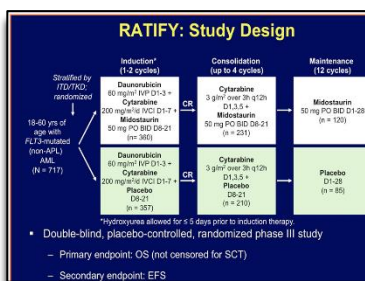 RATIFY: Study Design
Induction*
(1-2 cycles)
Consolidation
(up to 4 cycles)
Maintenance
(12 cycles)
Stratified by
ITD/TKD;
randomized
18-60 yrs of
age with
FLT3-mutated
(non-APL)
AML
(N = 717)
Daunorubicin
60 mg/m² IVP D1-3 +
Cytarabine
200 mg/m²/d IVCI D1-7 +
Midostaurin
50 mg PO BID D8-21
(n= 360)
CR
Cytarabine
3 g/m² over 3h q12h
D1,3,5 +
Midostaurin
50 mg PO BID D8-21
(n = 231)
Midostaurin
50 mg PO BID D1-28
(n = 120)
Daunorubicin
60 mg/m² IVP D1-3 +
Cytarabine
200 mg/m²/d IVCI D1-7 +
Placebo
D8-21
(n = 357)
CR
Cytarabine
3 g/m² over 3h q12h
D1,3,5 +
Placebo
D8-21
(n = 210)
Placebo
D1-28
(n = 85)
*Hydroxyurea allowed for ≤ 5 days prior to induction therapy.
▪ Double-blind, placebo-controlled, randomized phase III study
– Primary endpoint: OS (not censored for SCT)
– Secondary endpoint: EFS